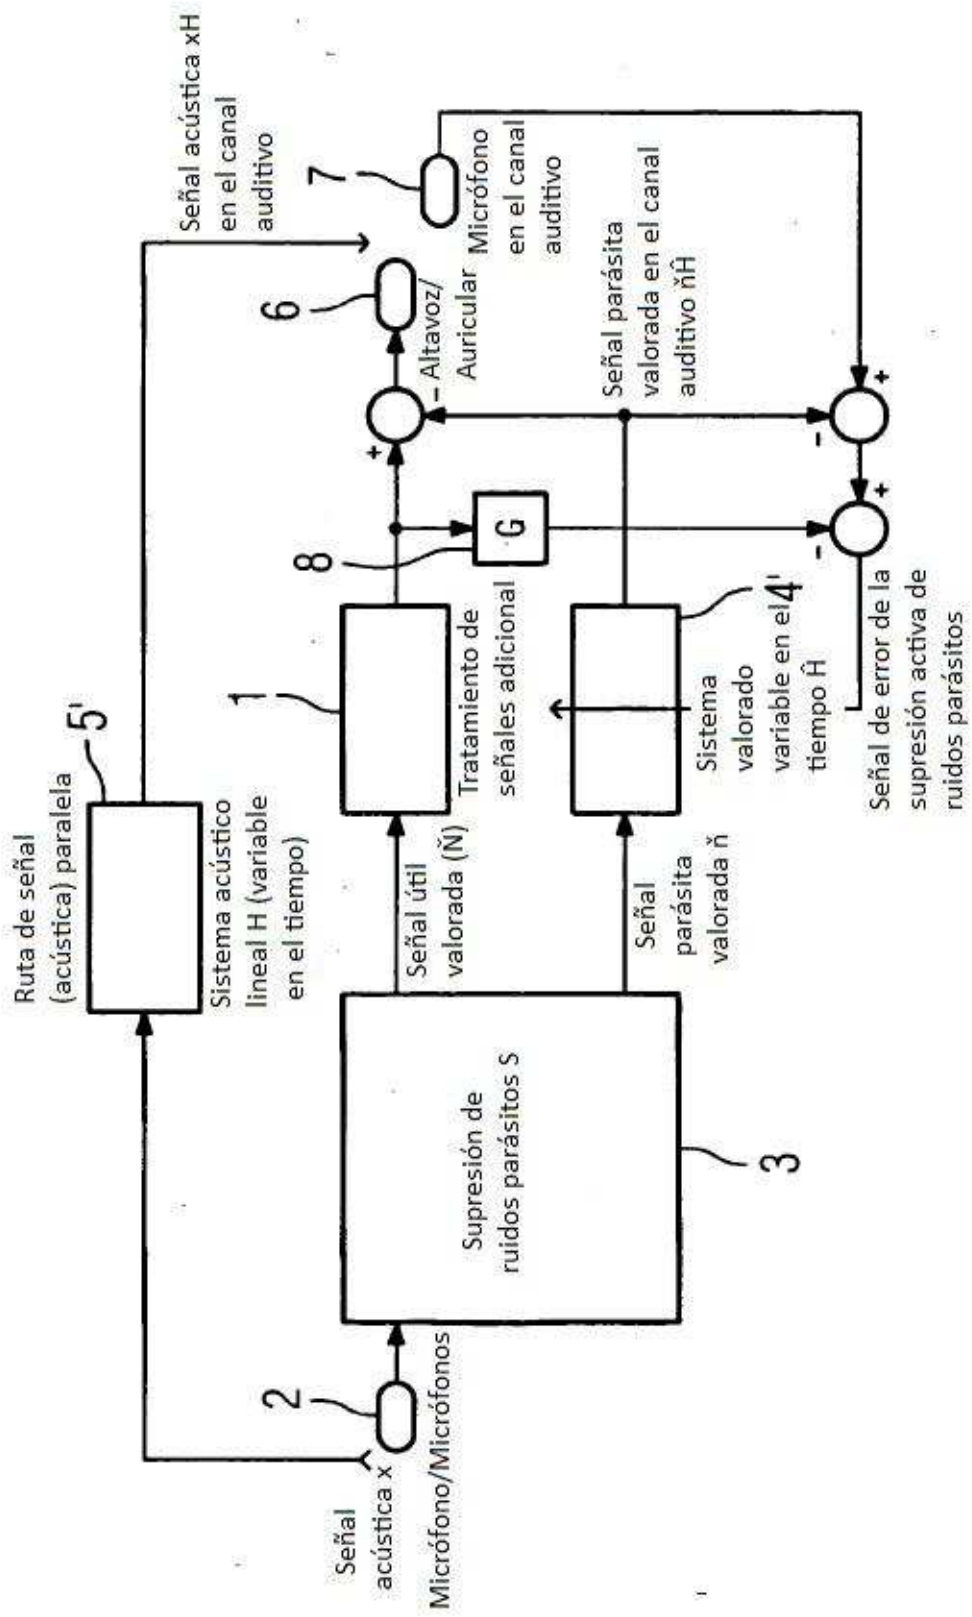 Ruta de señal
(acústica) paralela
5'
Sistema acústico
lineal H (variable
en el tiempo)
Señal acústica xH
en el canal
auditivo
Señal
acústica x
2
Micrófono/Micrófonos
Supresión de
ruidos parásitos S
3
Señal útil
valorada (Ň)
Señal
parásita
valorada ň
1
Tratamiento de
señales adicional
8
G
+
–
6
Altavoz/
Auricular
7
Micrófono
en el canal
auditivo
Señal parásita
valorada en el canal
auditivo ňĤ
4'
Sistema
valorado
variable en el
tiempo Ĥ
–
+
–
+
Señal de error de la
supresión activa de
ruidos parásitos